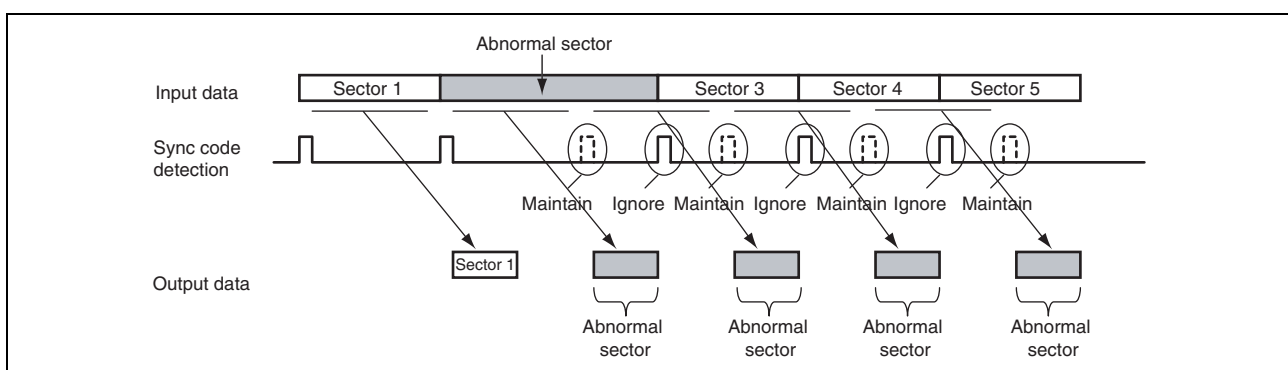 Abnormal sector
Input data
Sector 1
Sector 3
Sector 4
Sector 5
Sync code
detection
Maintain
Ignore
Maintain
Ignore
Maintain
Ignore
Maintain
Output data
Sector 1
Abnormal
sector
Abnormal
sector
Abnormal
sector
Abnormal
sector